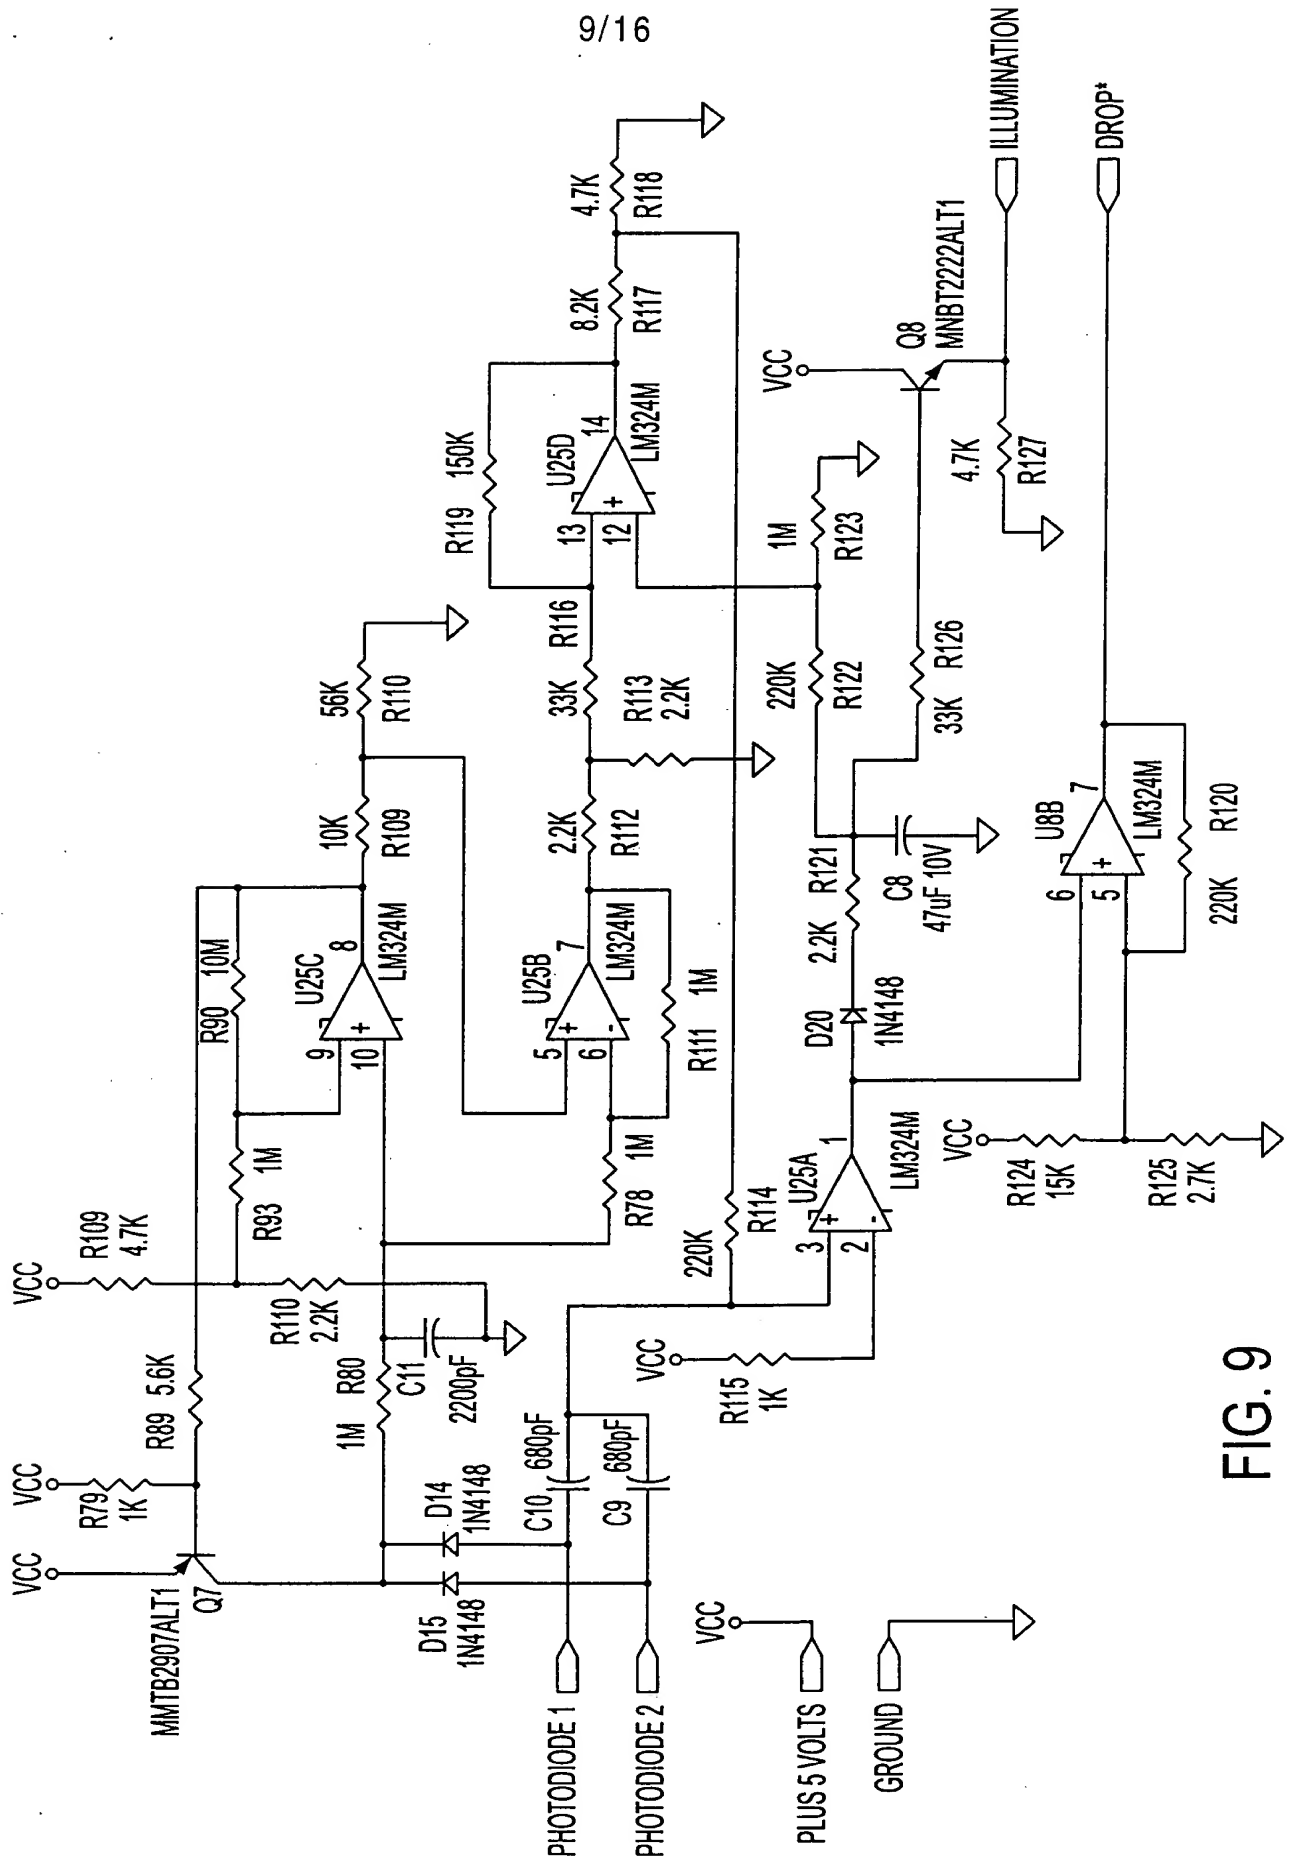 9/16
VCC
VCC
VCC
R79
1K
R89 5.6K
R109
4.7K
MMTB2907ALT1
Q7
R93 1M
R90 10M
R110
2.2K
1M R80
C11
2200pF
U25C
9
10
8
LM324M
10K
R109
56K
R110
D15
1N4148
D14
1N4148
R78 1M
U25B
5
6
7
LM324M
R111 1M
2.2K
R112
33K R116
R113
2.2K
R119 150K
U25D
13
12
14
LM324M
8.2K
R117
4.7K
R118
PHOTODIODE 1
PHOTODIODE 2
C10 680pF
C9 680pF
220K R114
VCC
R115
1K
U25A
3
2
1
LM324M
D20
1N4148
2.2K R121
C8
47uF 10V
220K
R122
1M
R123
33K R126
VCC
Q8
MNBT2222ALT1
4.7K
R127
ILLUMINATION
VCC
PLUS 5 VOLTS
GROUND
VCC
R124
15K
R125
2.7K
U8B
6
5
7
LM324M
220K R120
DROP*
FIG. 9